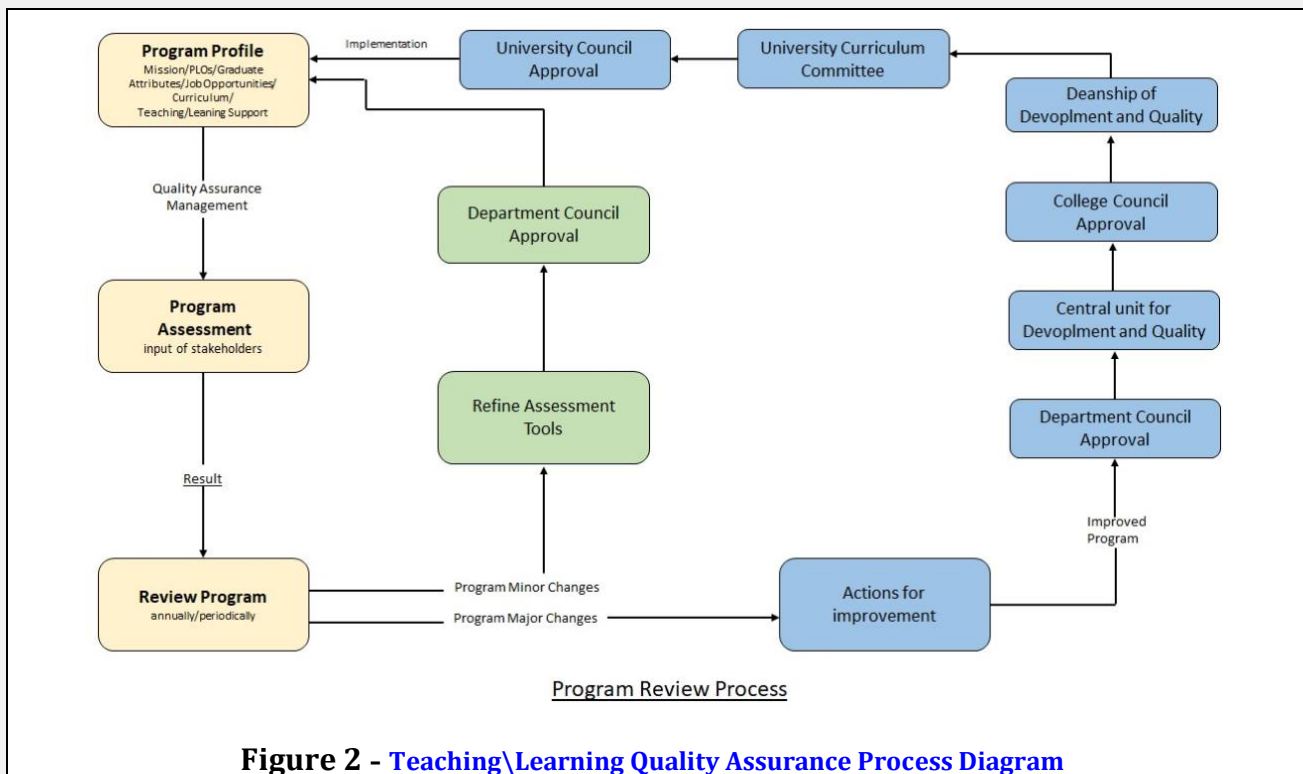 Program Profile
Mission/PLOs/Graduate
Attributes/Job Opportunities/
Curriculum/
Teaching/Leaning Support
Implementation
University Council
Approval
University Curriculum
Committee
Deanship of
Devoplment and Quality
Quality Assurance
Management
Department Council
Approval
College Council
Approval
Program
Assessment
input of stakeholders
Central unit for
Devoplment and Quality
Refine Assessment
Tools
Department Council
Approval
Result
Improved
Program
Review Program
annually/periodically
Program Minor Changes
Program Major Changes
Actions for
improvement
Program Review Process
Figure 2 - Teaching\Learning Quality Assurance Process Diagram